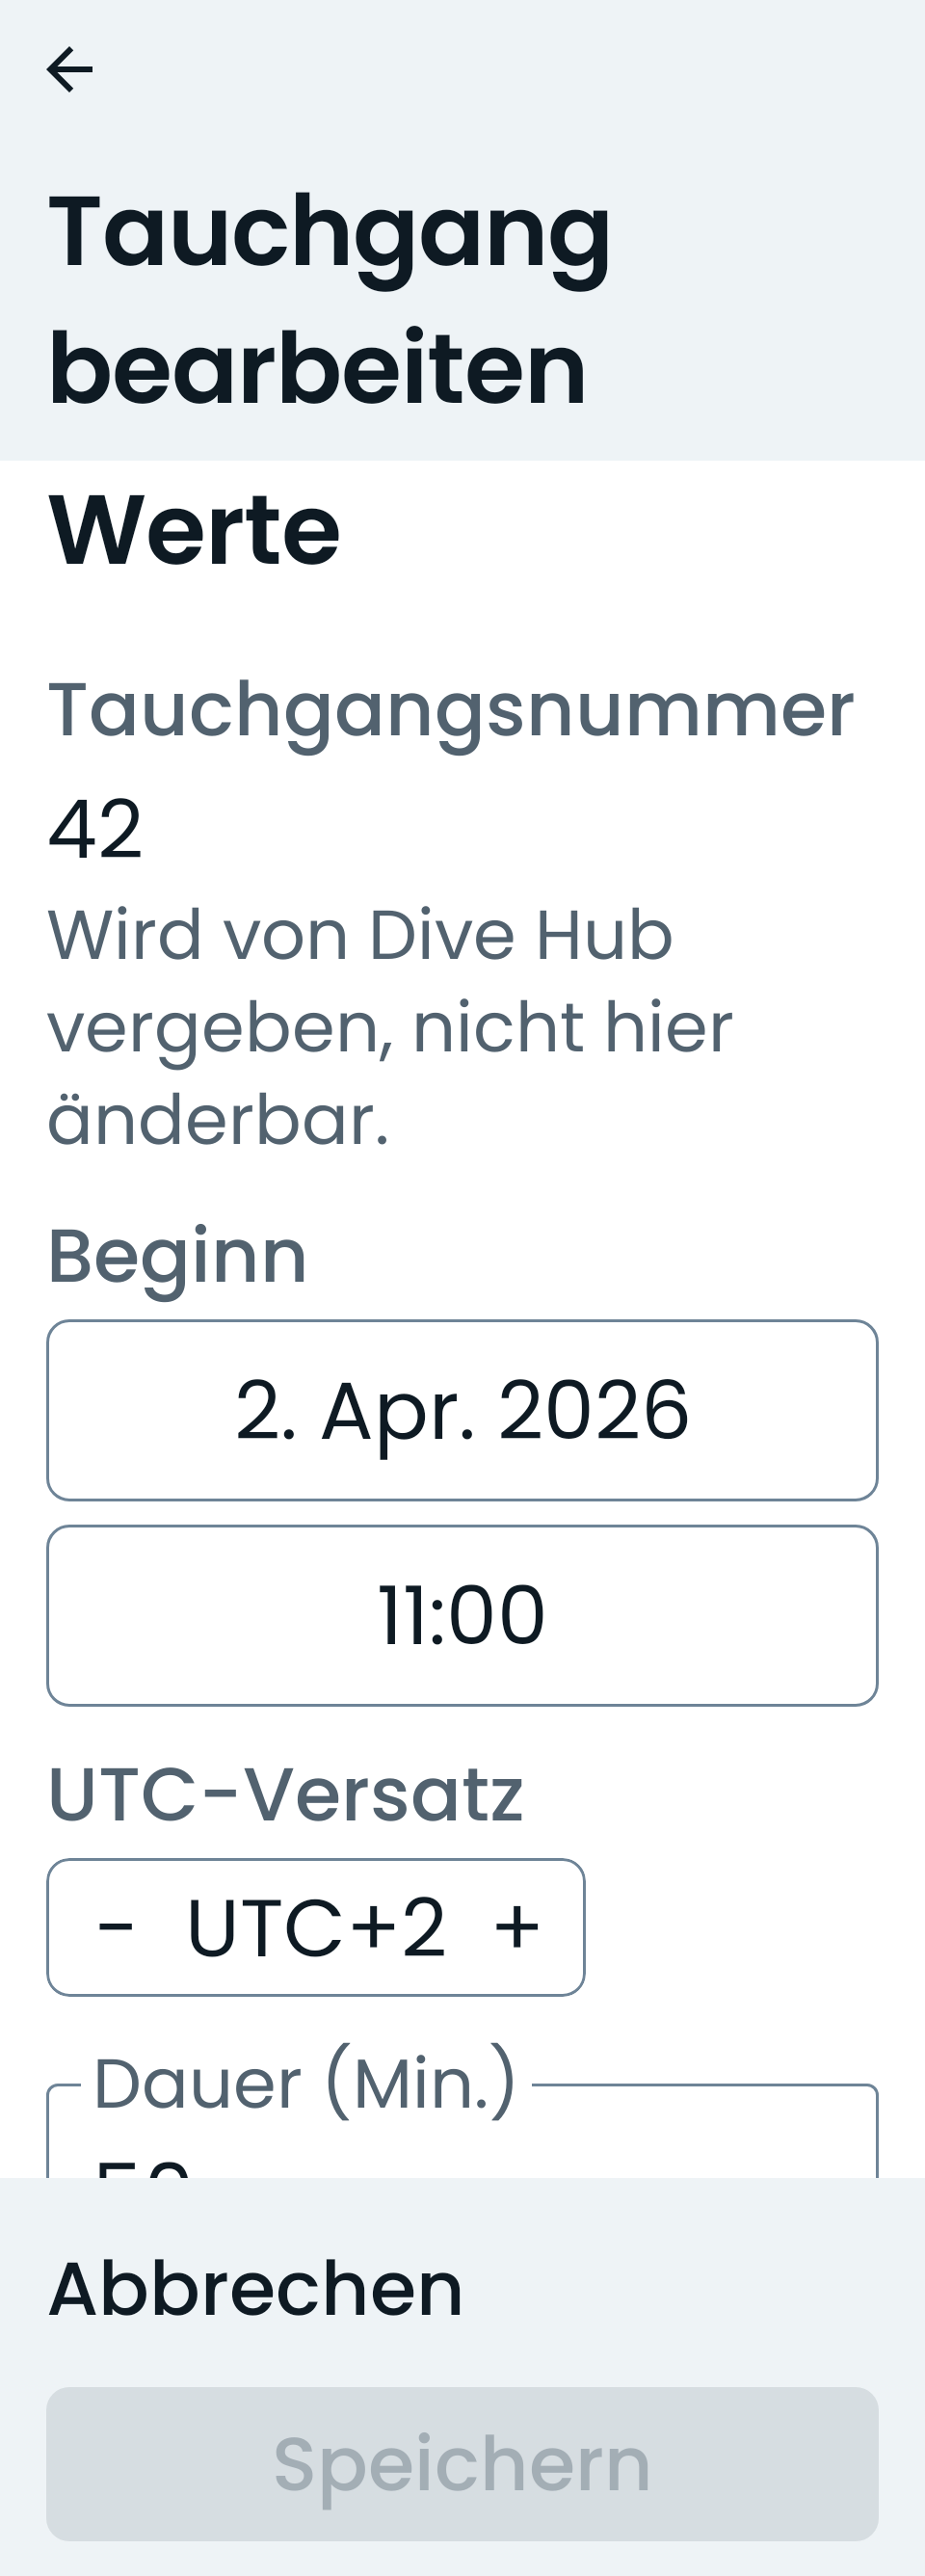 Tauchgang
bearbeiten
Werte
Tauchgangsnummer
42
Wird von Dive Hub
vergeben, nicht hier
änderbar.
Beginn
2. Apr. 2026
11:00
UTC-Versatz
- UTC+2 +
Dauer (Min.)
Abbrechen
Speichern